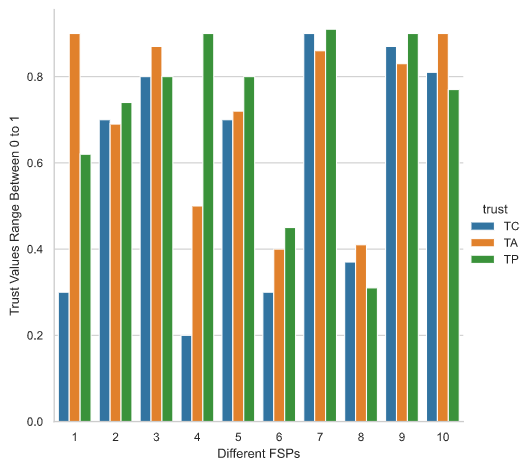 Trust Values Range Between 0 to 1
0.8
0.6
0.4
0.2
0.0
1 2 3 4 5 6 7 8 9 10
Different FSPs
trust
TC
TA
TP